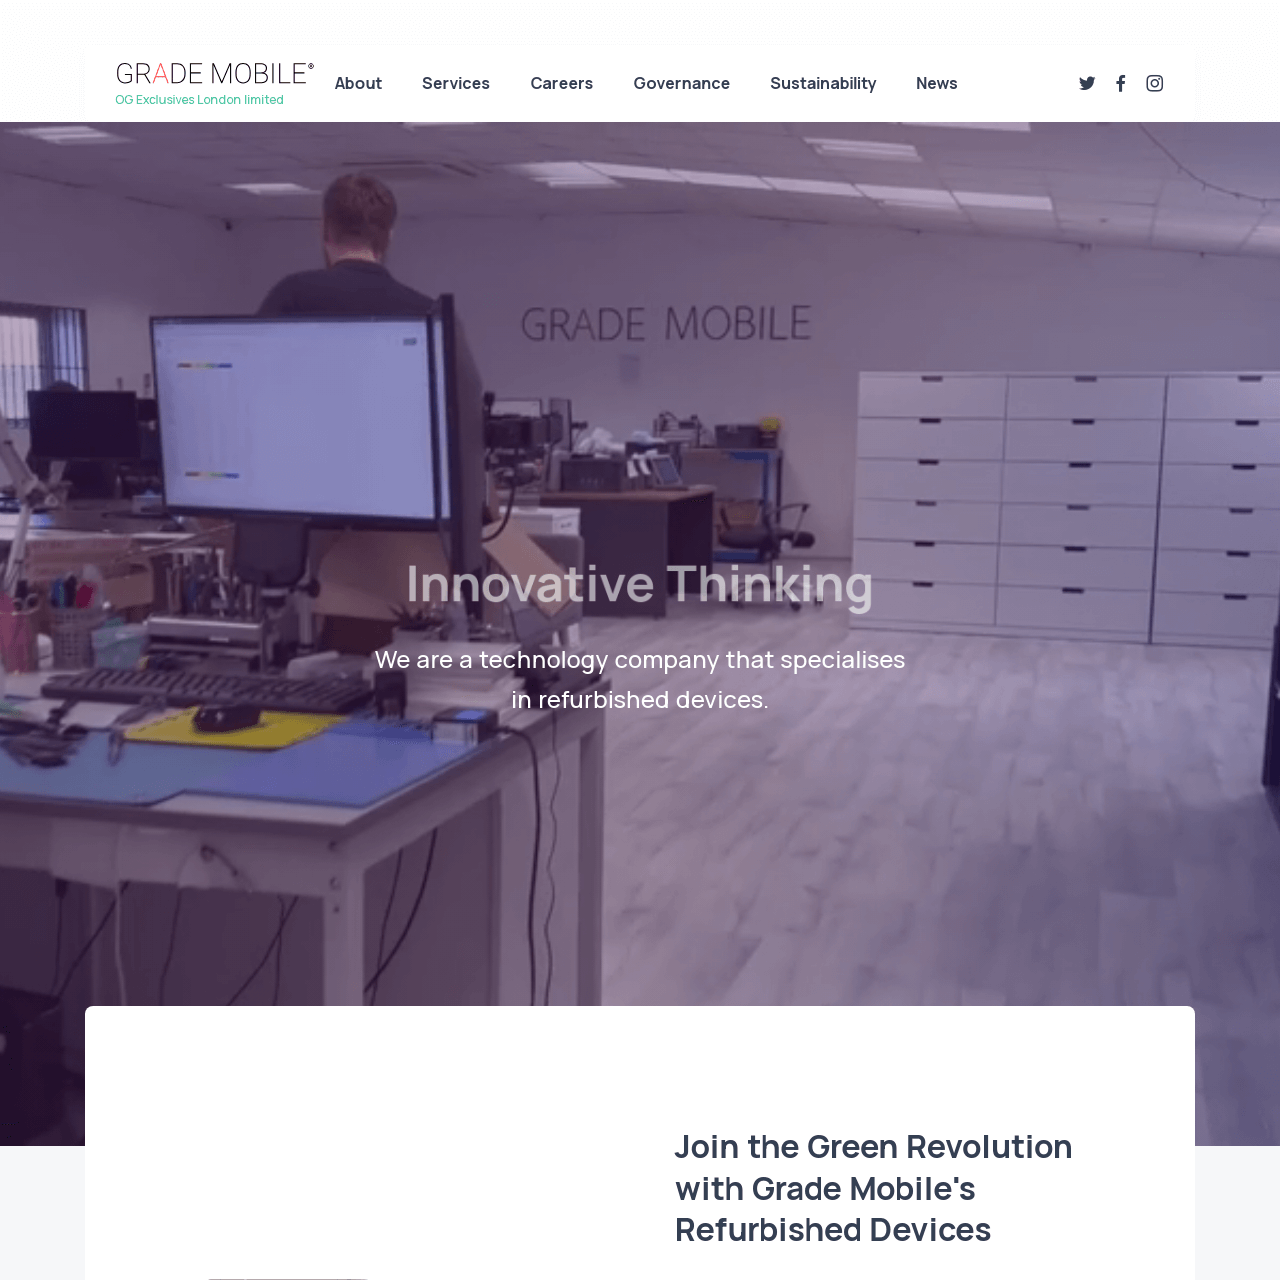 GRADE MOBILE®
OG Exclusives London limited
About Services Careers Governance Sustainability News
GRADE MOBILE
Innovative Thinking
We are a technology company that specialises
in refurbished devices.
Join the Green Revolution
with Grade Mobile's
Refurbished Devices